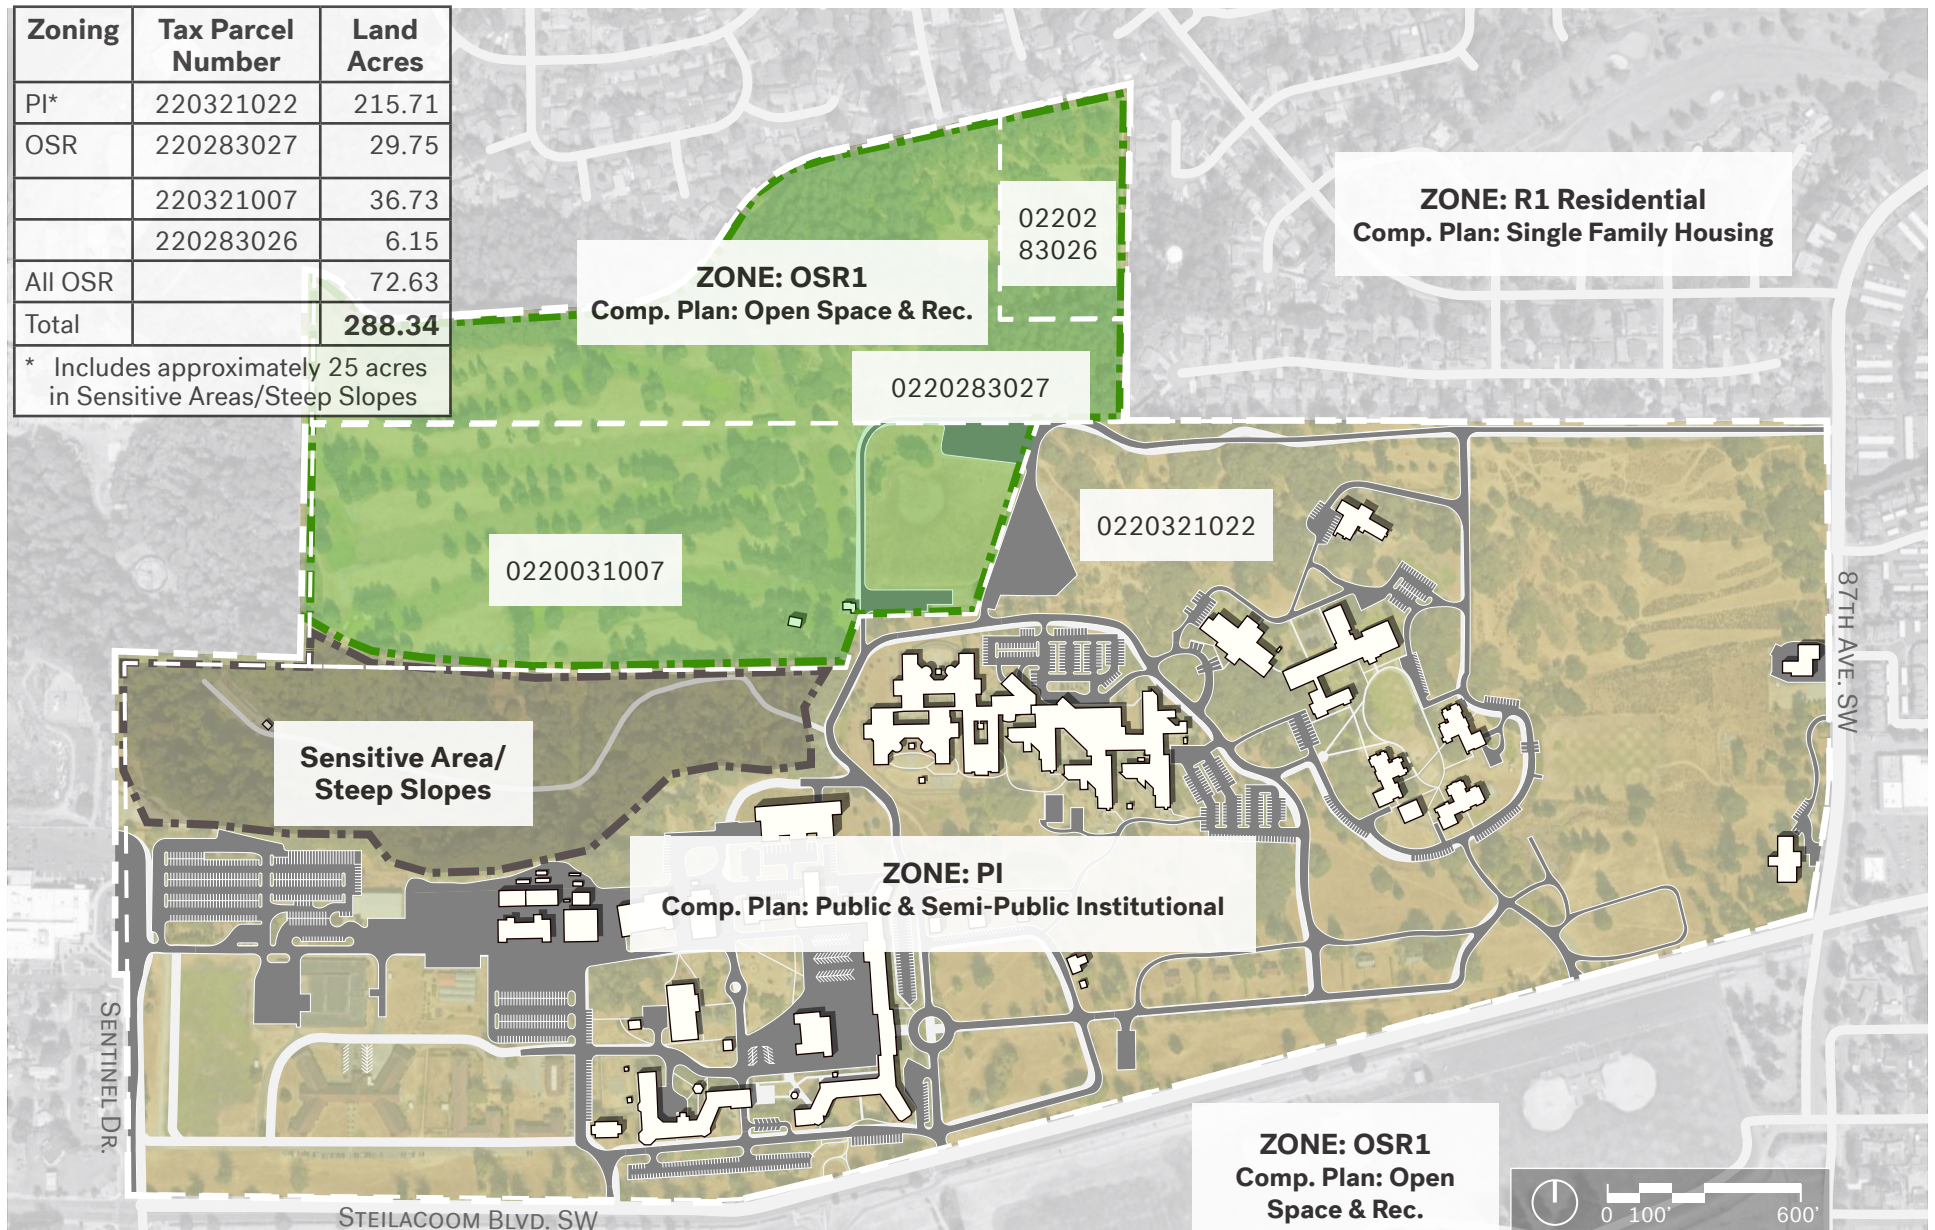 Zoning Tax Parcel Number Land Acres
PI* 220321022 215.71
OSR 220283027 29.75
220321007 36.73
220283026 6.15
All OSR 72.63
Total 288.34
* Includes approximately 25 acres
in Sensitive Areas/Steep Slopes
02202
83026
ZONE: R1 Residential
Comp. Plan: Single Family Housing
ZONE: OSR1
Comp. Plan: Open Space & Rec.
0220283027
0220321022
0220031007
87TH AVE. SW
Sensitive Area/
Steep Slopes
ZONE: PI
Comp. Plan: Public & Semi-Public Institutional
SENTINEL DR.
ZONE: OSR1
Comp. Plan: Open
Space & Rec.
STEILACOOM BLVD. SW
0 100' 600'